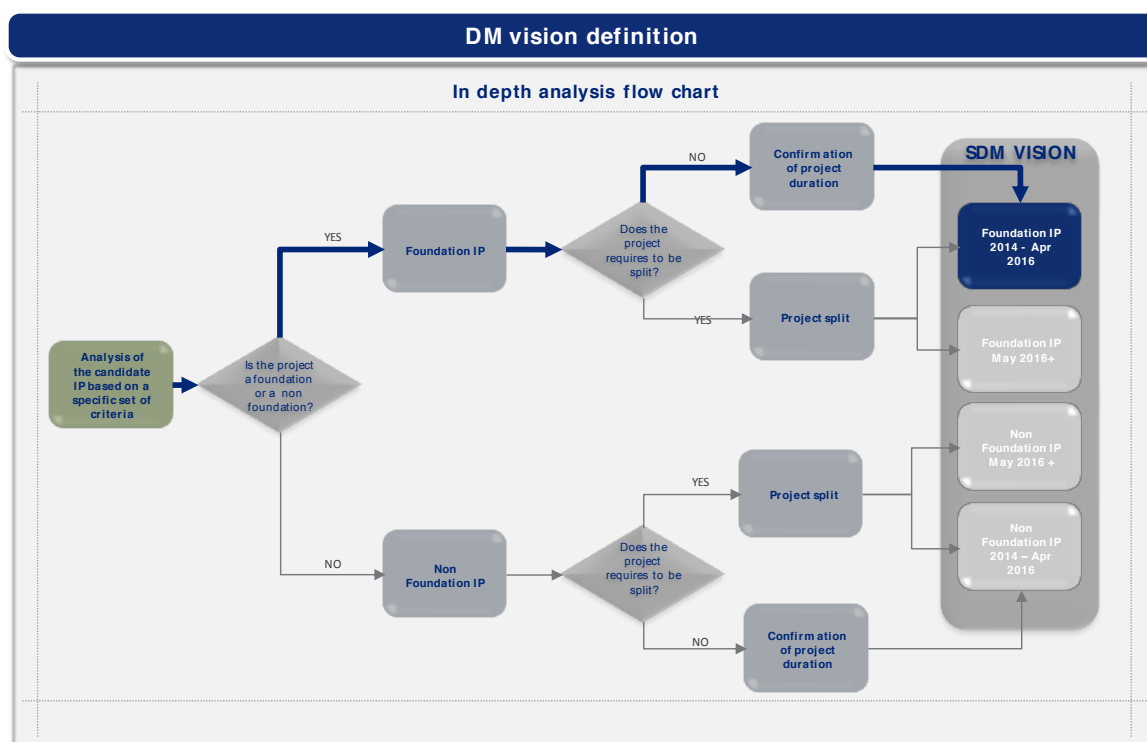 DM vision definition
In depth analysis flow chart
NO
Confirmation
of project
duration
SDM VISION
YES
Foundation IP
Does the
project
requires to be
split?
Foundation IP
2014 - Apr
2016
YES
Project split
Foundation IP
May 2016+
Analysis of
the candidate
IP based on a
specific set of
criteria
Is the project
a foundation
or a non
foundation?
Non
Foundation IP
May 2016 +
YES
Project split
NO
Non
Foundation IP
Does the
project
requires to be
split?
Non
Foundation IP
2014 – Apr
2016
NO
Confirmation
of project
duration